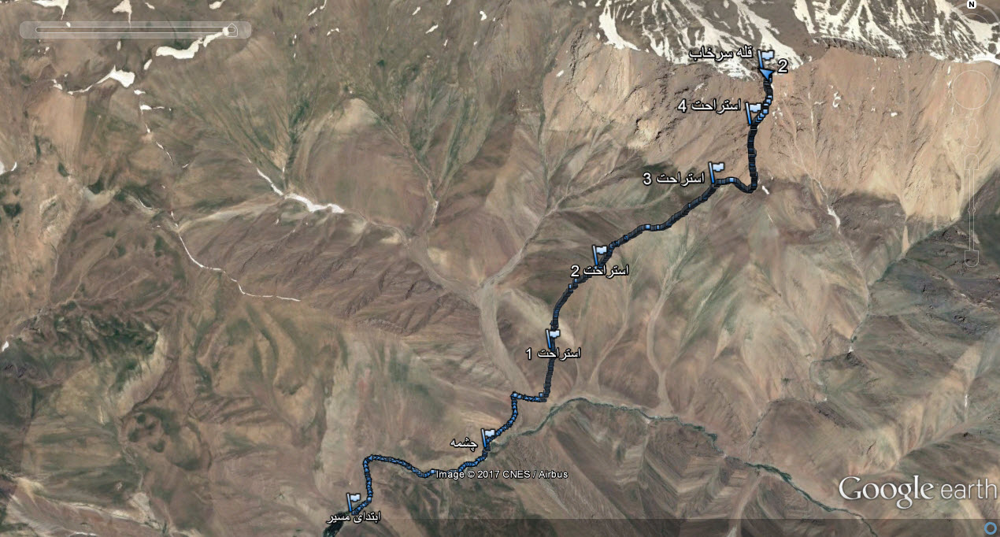 N
قله سرخاب
2
استراحت 4
استراحت 3
استراحت 2
استراحت 1
چشمه
Image © 2017 CNES / Airbus
Google earth
ابتدای مسیر